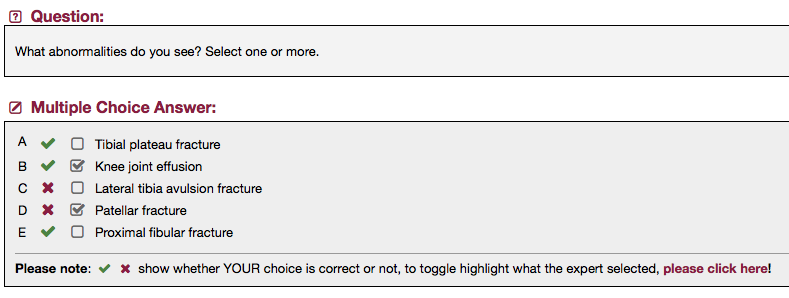 Question:
What abnormalities do you see? Select one or more.
Multiple Choice Answer:
A Tibial plateau fracture
B Knee joint effusion
C Lateral tibia avulsion fracture
D Patellar fracture
E Proximal fibular fracture
Please note: ✔ ✖ show whether YOUR choice is correct or not, to toggle highlight what the expert selected, please click here!